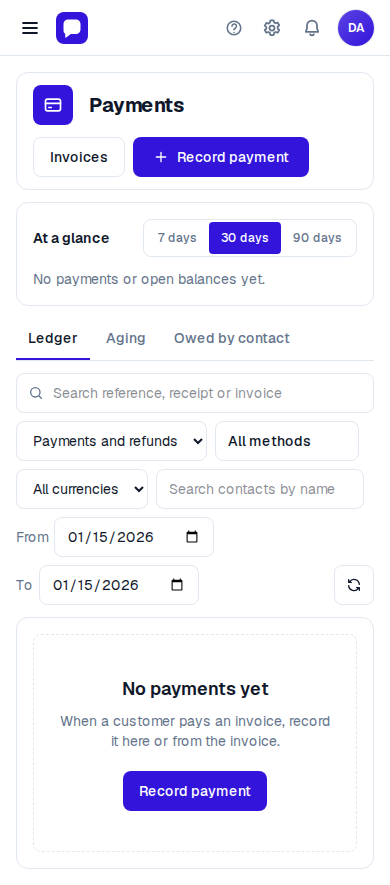 DA
Payments
Invoices
Record payment
At a glance
7 days
30 days
90 days
No payments or open balances yet.
Ledger
Aging
Owed by contact
Search reference, receipt or invoice
Payments and refunds
All methods
All currencies
Search contacts by name
From 01/15/2026
To 01/15/2026
No payments yet
When a customer pays an invoice, record
it here or from the invoice.
Record payment